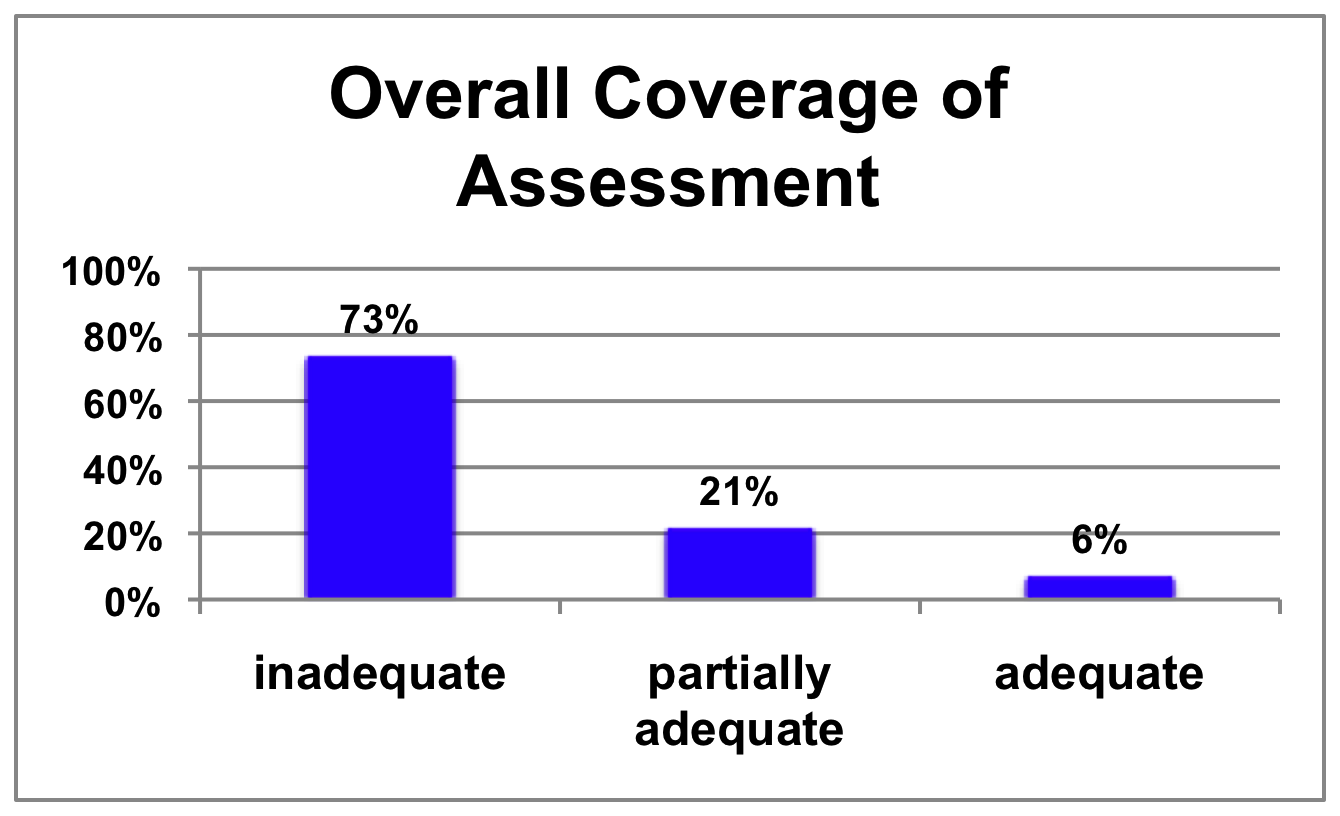 Overall Coverage of
Assessment
100%
80%
60%
40%
20%
0%
73%
21%
6%
inadequate
partially
adequate
adequate